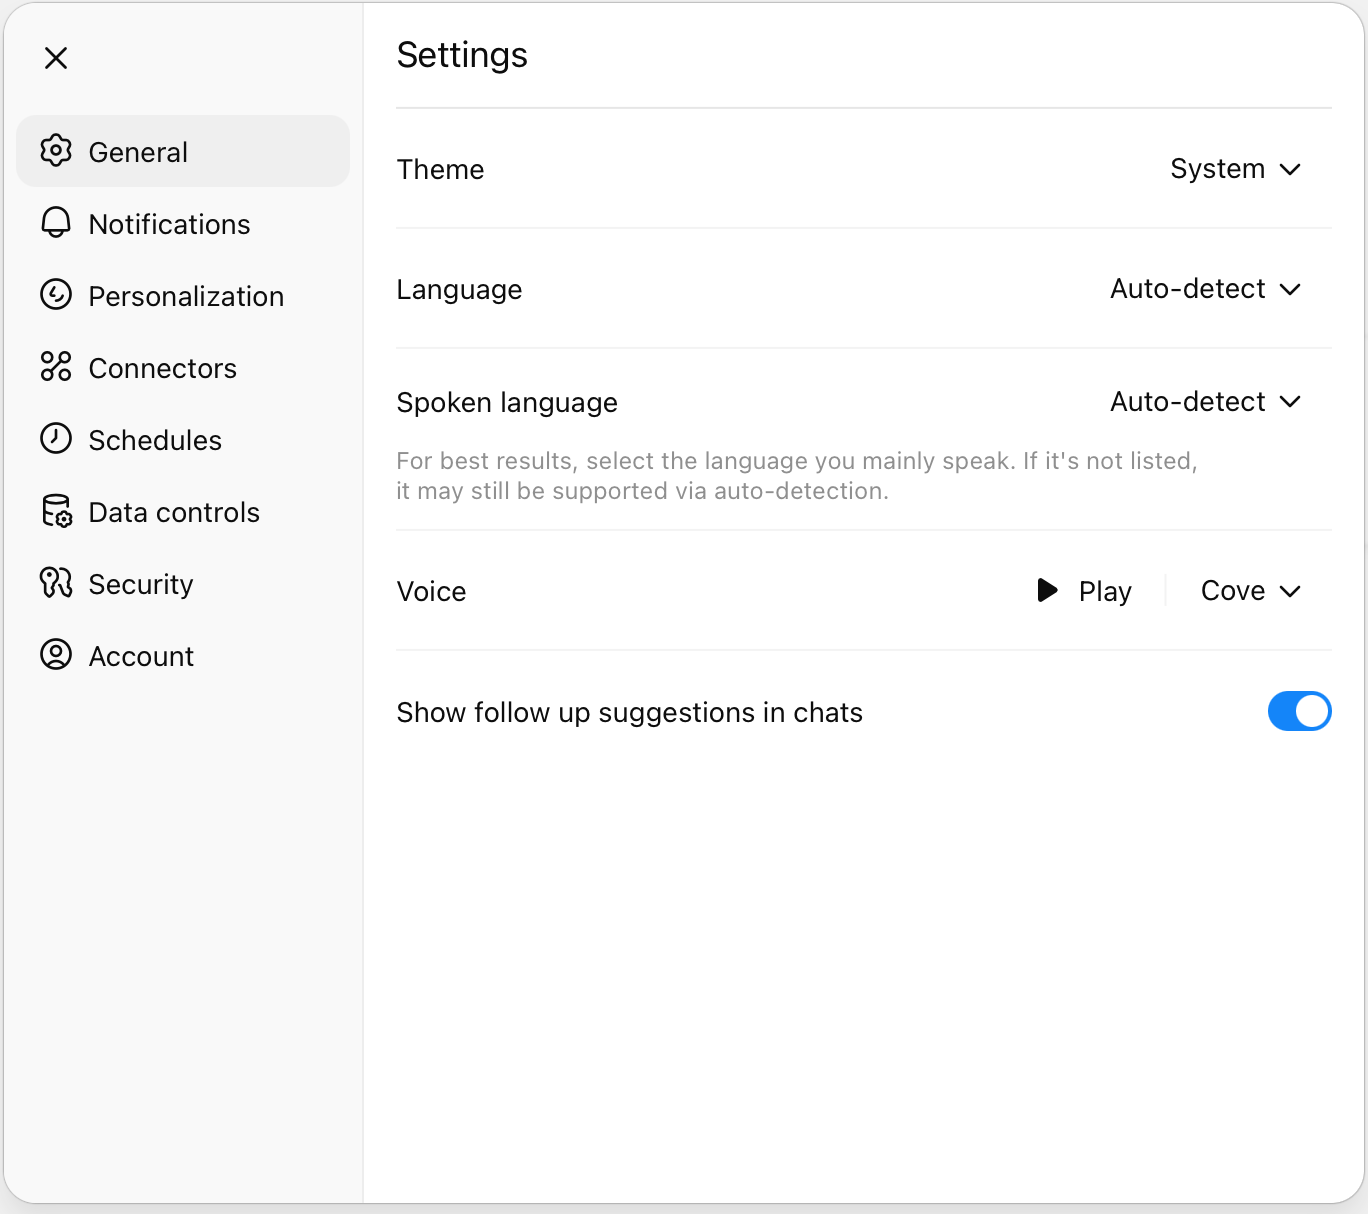 General
Notifications
Personalization
Connectors
Schedules
Data controls
Security
Account
Settings
Theme
System
Language
Auto-detect
Spoken language
Auto-detect
For best results, select the language you mainly speak. If it's not listed,
it may still be supported via auto-detection.
Voice
Play
Cove
Show follow up suggestions in chats